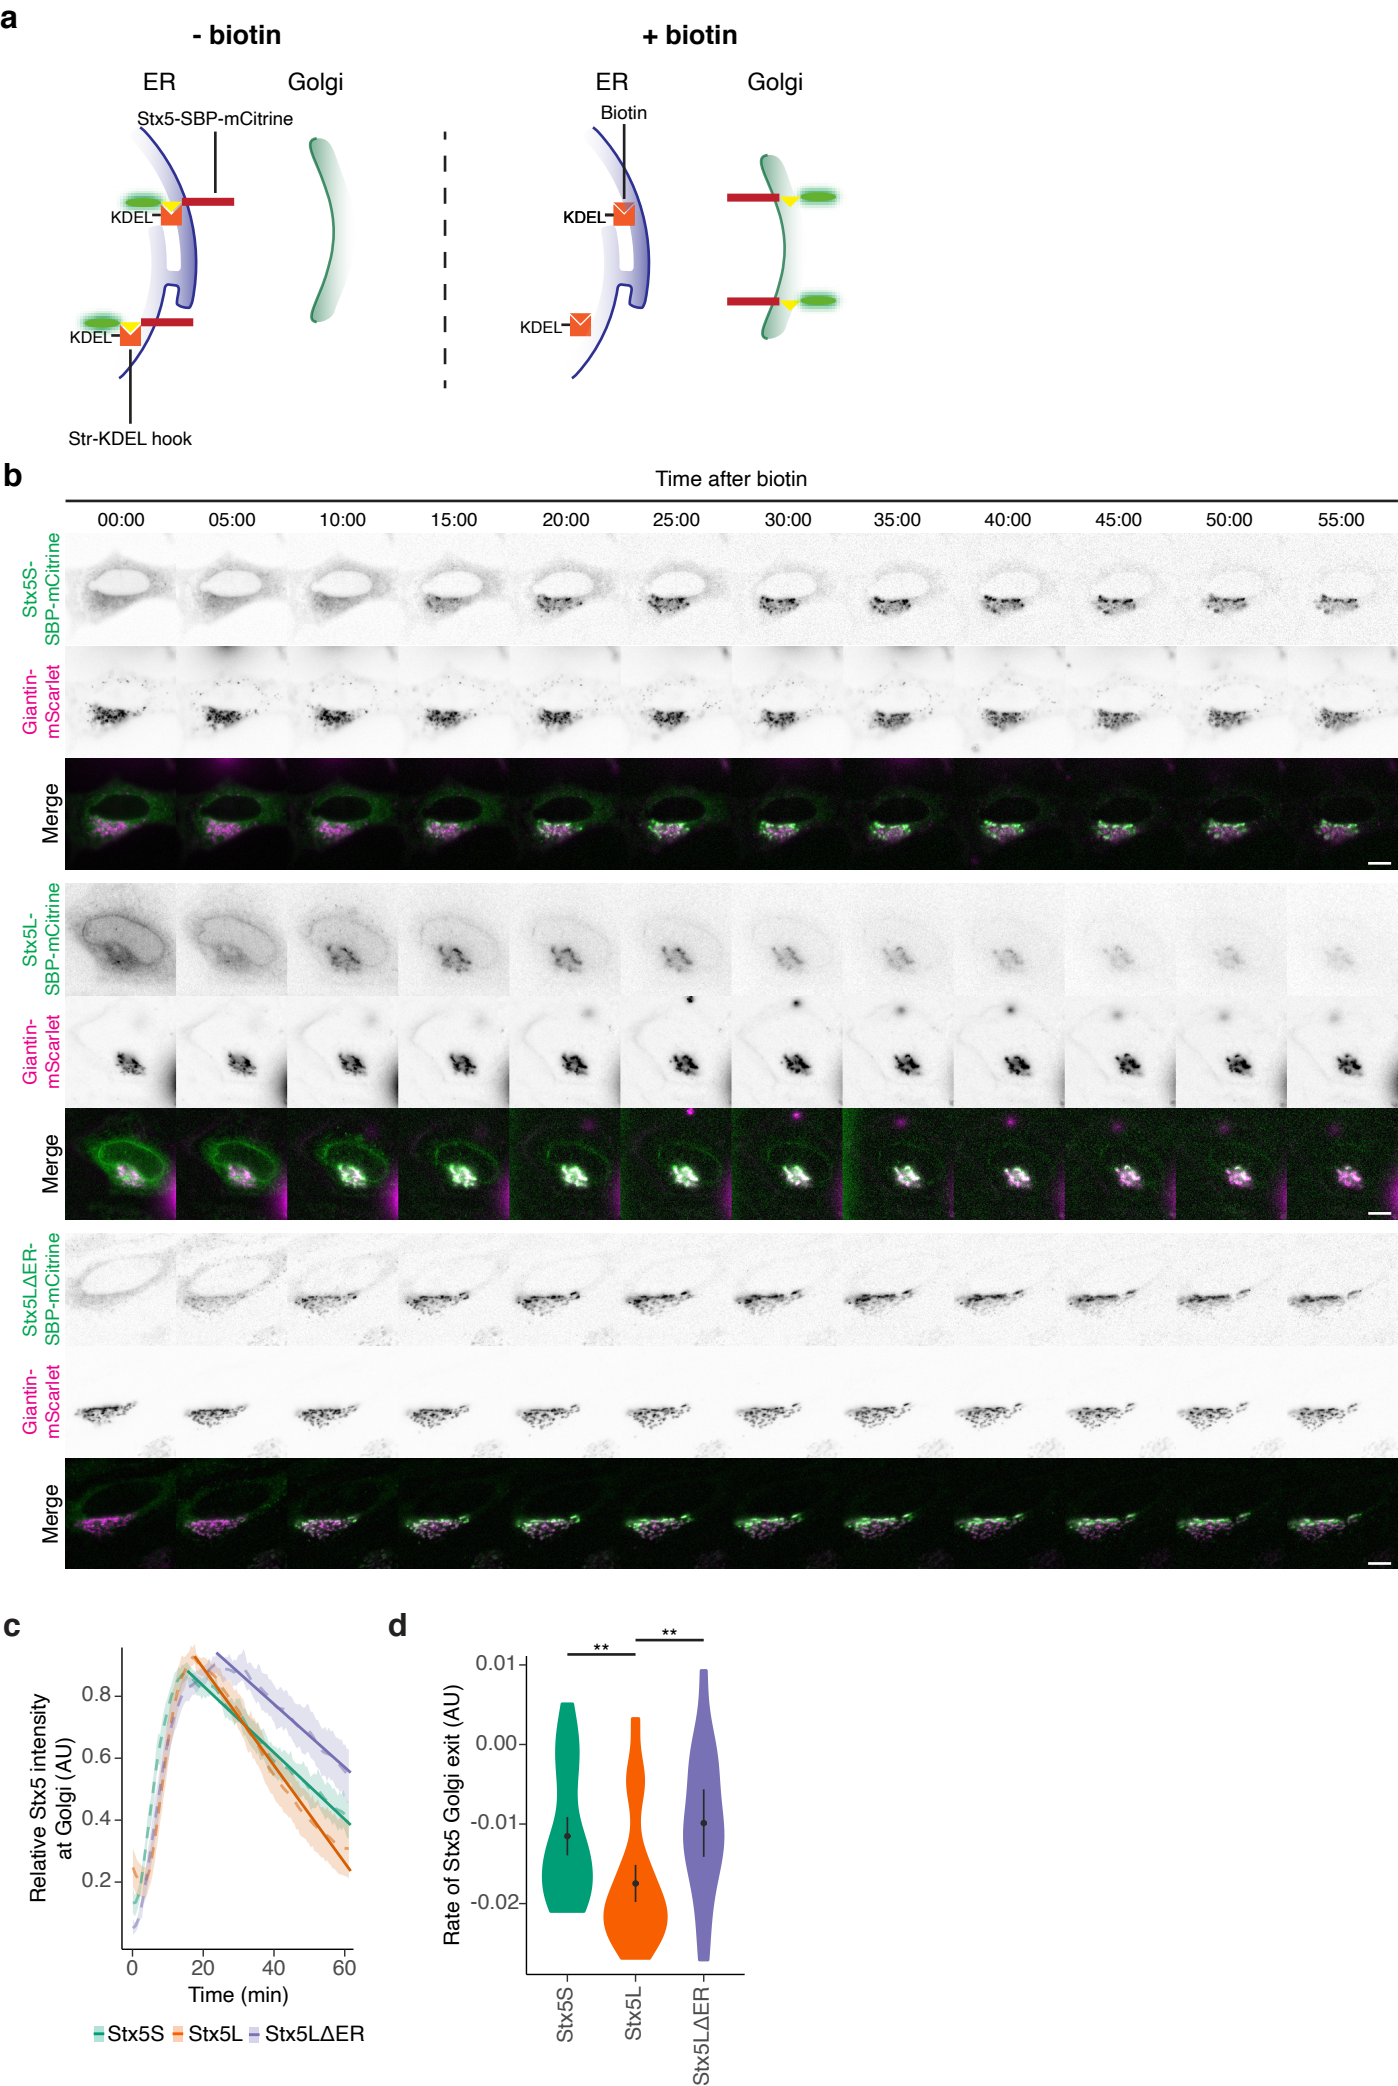 a
- biotin
+ biotin
ER
Golgi
ER
Golgi
Stx5-SBP-mCitrine
Biotin
KDEL
KDEL
KDEL
KDEL
Str-KDEL hook
b
Time after biotin
00:00 05:00 10:00 15:00 20:00 25:00 30:00 35:00 40:00 45:00 50:00 55:00
Stx5S-
SBP-mCitrine
Giantin-
mScarlet
Merge
Stx5L-
SBP-mCitrine
Giantin-
mScarlet
Merge
Stx5LΔER-
SBP-mCitrine
Giantin-
mScarlet
Merge
c
Relative Stx5 intensity
at Golgi (AU)
0.8
0.6
0.4
0.2
0 20 40 60
Time (min)
Stx5S Stx5L Stx5LΔER
d
** **
Rate of Stx5 Golgi exit (AU)
0.01
0.00
-0.01
-0.02
Stx5S
Stx5L
Stx5LΔER